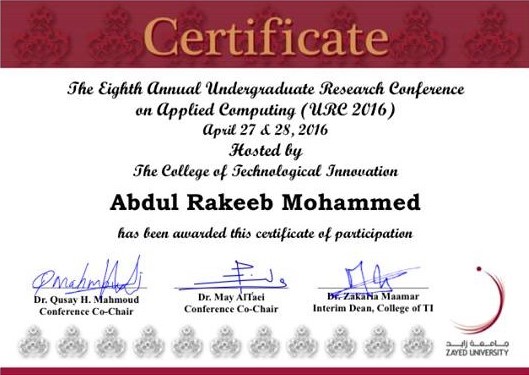 Certificate
The Eighth Annual Undergraduate Research Conference
on Applied Computing (URC 2016)
April 27 & 28, 2016
Hosted by
The College of Technological Innovation
Abdul Rakeeb Mohammed
has been awarded this certificate of participation
Dr. Qusay H. Mahmoud
Conference Co-Chair
Dr. May AlTaei
Conference Co-Chair
Dr. Zakaria Maamar
Interim Dean, College of TI
جامعة زايد
ZAYED UNIVERSITY